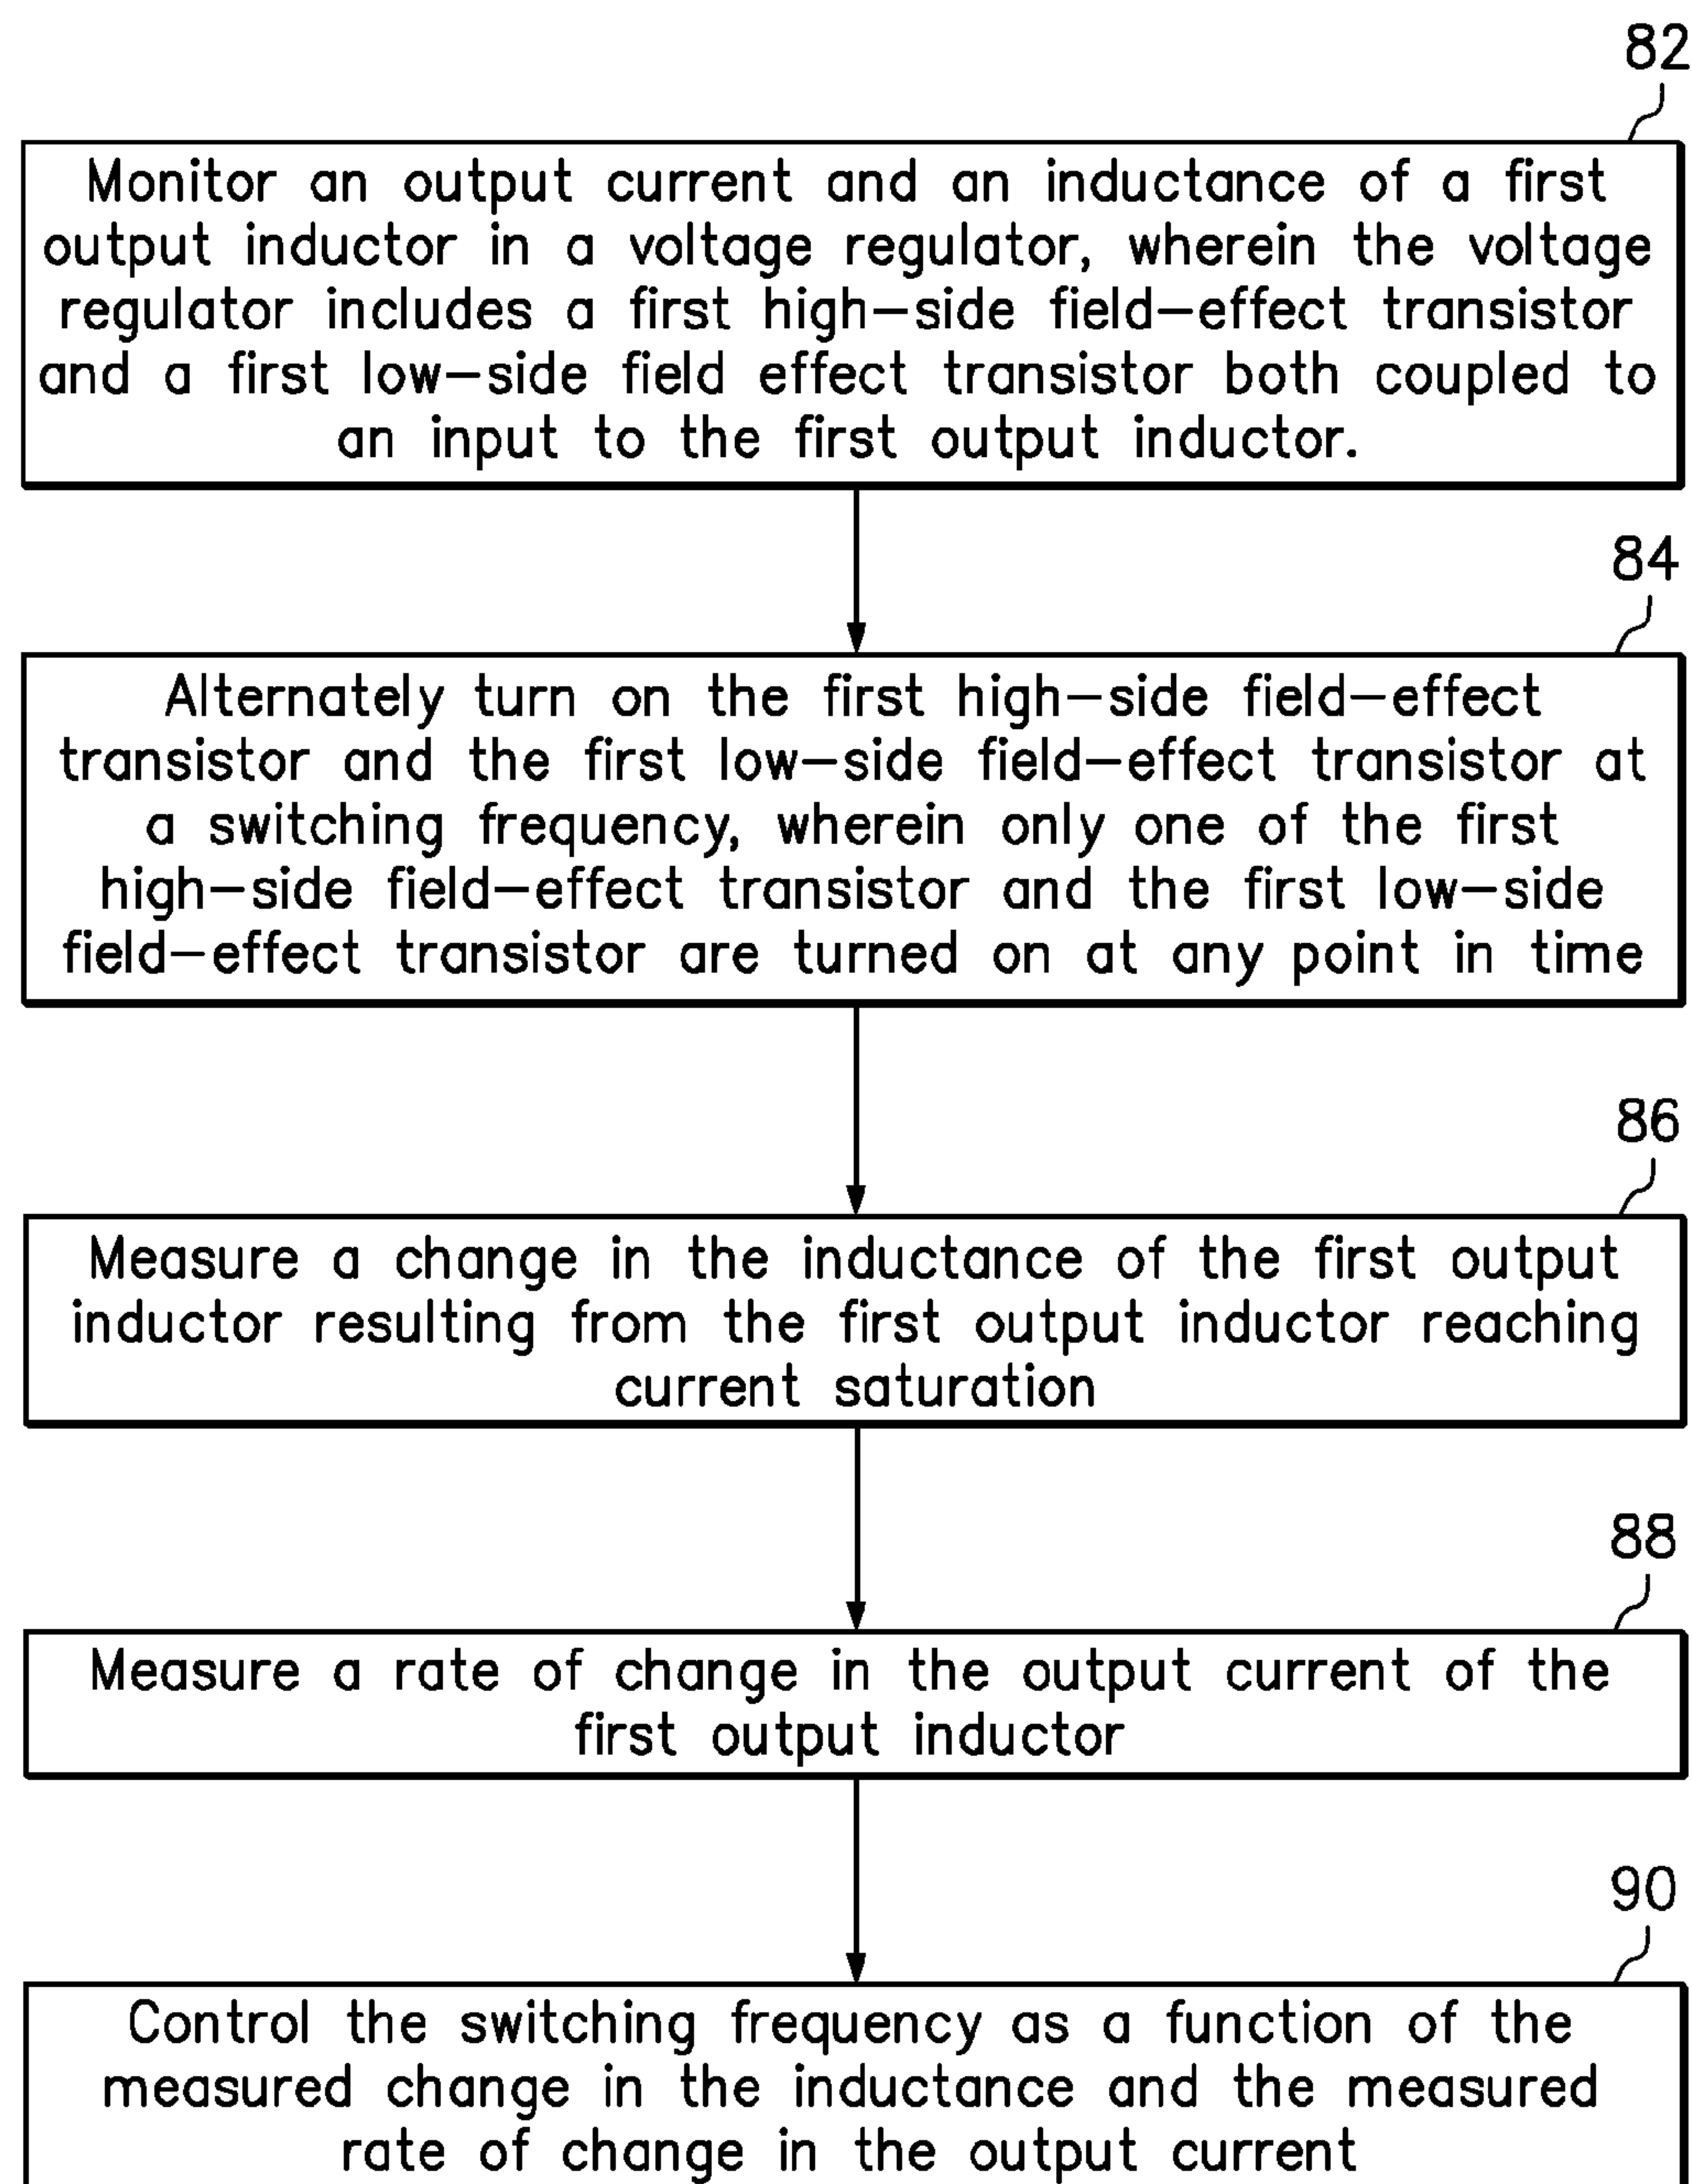 82
Monitor an output current and an inductance of a first
output inductor in a voltage regulator, wherein the voltage
regulator includes a first high-side field-effect transistor
and a first low-side field effect transistor both coupled to
an input to the first output inductor.
84
Alternately turn on the first high-side field-effect
transistor and the first low-side field-effect transistor at
a switching frequency, wherein only one of the first
high-side field-effect transistor and the first low-side
field-effect transistor are turned on at any point in time
86
Measure a change in the inductance of the first output
inductor resulting from the first output inductor reaching
current saturation
88
Measure a rate of change in the output current of the
first output inductor
90
Control the switching frequency as a function of the
measured change in the inductance and the measured
rate of change in the output current